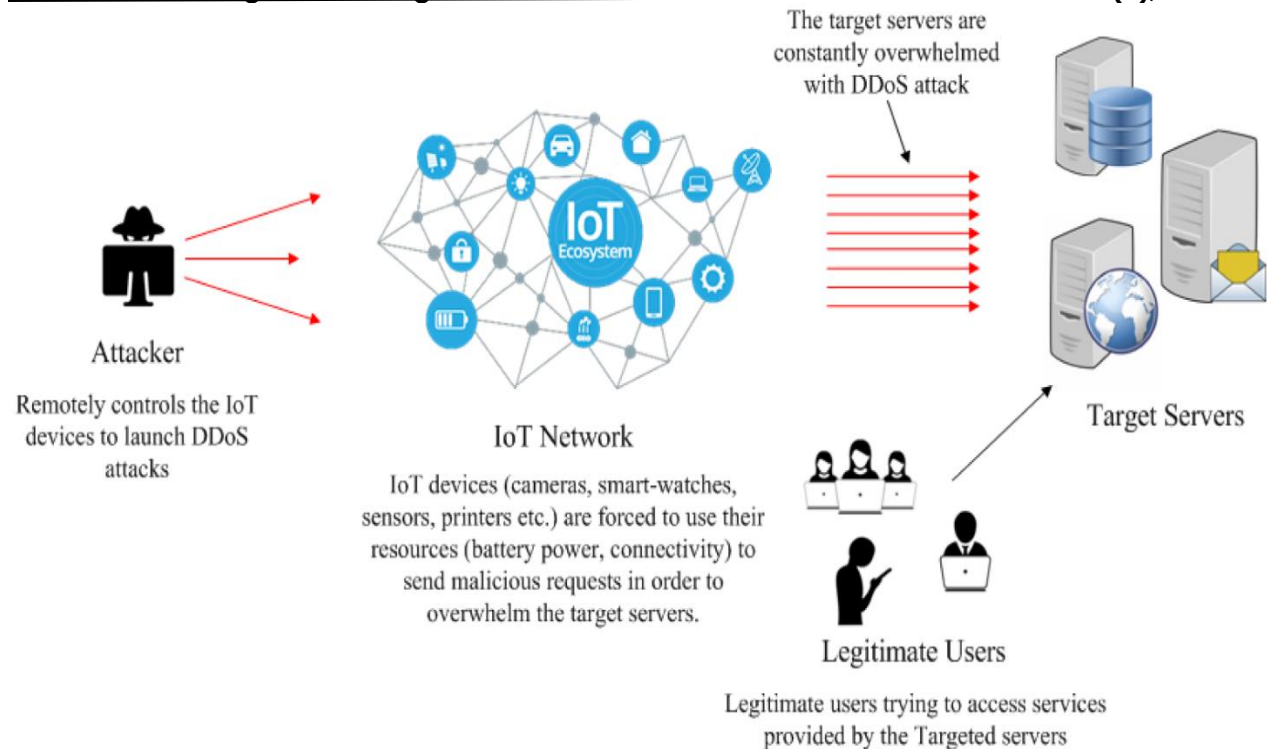 The target servers are
constantly overwhelmed
with DDoS attack
IoT
Ecosystem
Attacker
Remotely controls the IoT
devices to launch DDoS
attacks
IoT Network
IoT devices (cameras, smart-watches,
sensors, printers etc.) are forced to use their
resources (battery power, connectivity) to
send malicious requests in order to
overwhelm the target servers.
Target Servers
Legitimate Users
Legitimate users trying to access services
provided by the Targeted servers